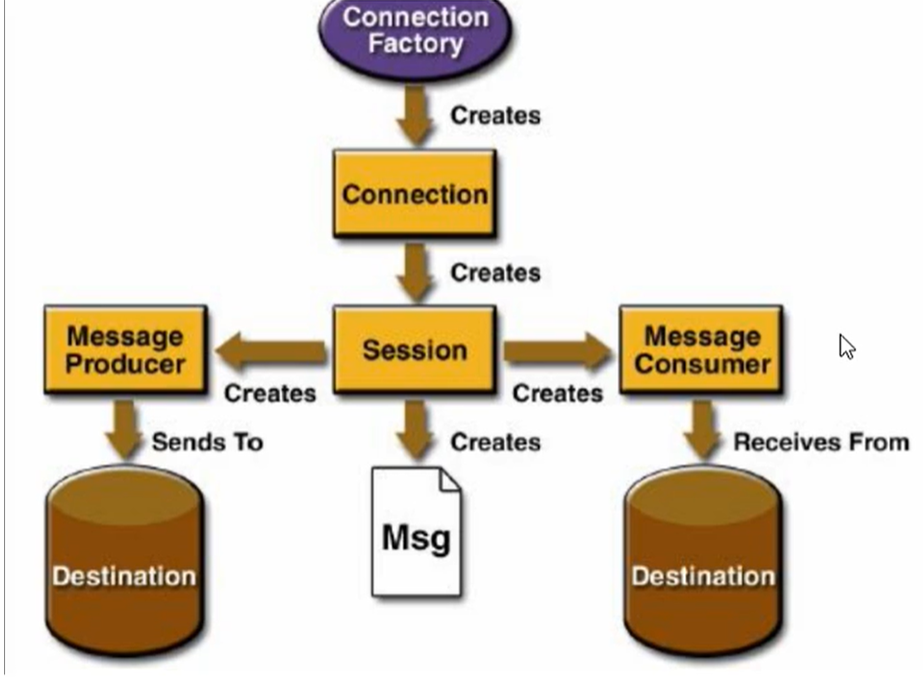 Connection
Factory
Creates
Connection
Creates
Message
Producer
Session
Message
Consumer
Creates
Creates
Sends To
Creates
Receives From
Msg
Destination
Destination